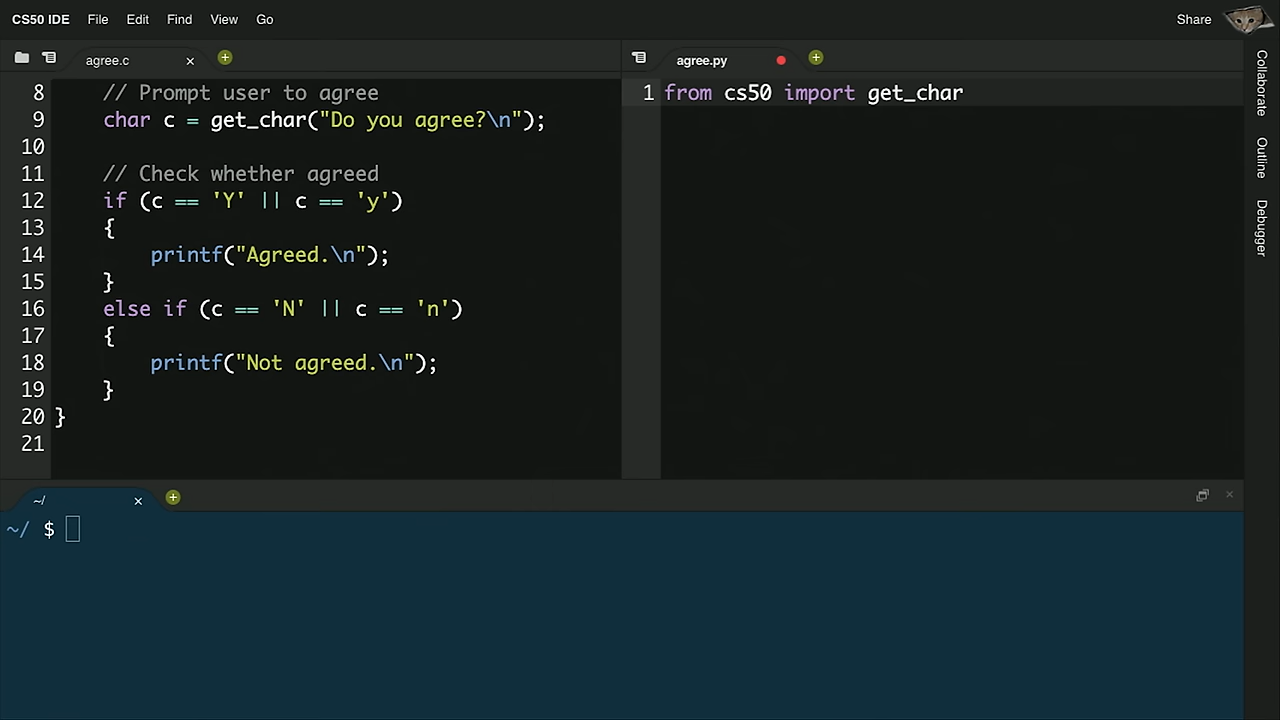 CS50 IDE File Edit Find View Go Share
agree.c
8 // Prompt user to agree
9 char c = get_char("Do you agree?\n");
10
11 // Check whether agreed
12 if (c == 'Y' || c == 'y')
13 {
14 printf("Agreed.\n");
15 }
16 else if (c == 'N' || c == 'n')
17 {
18 printf("Not agreed.\n");
19 }
20 }
21
agree.py
1 from cs50 import get_char
Collaborate
Outline
Debugger
~/
~/ $